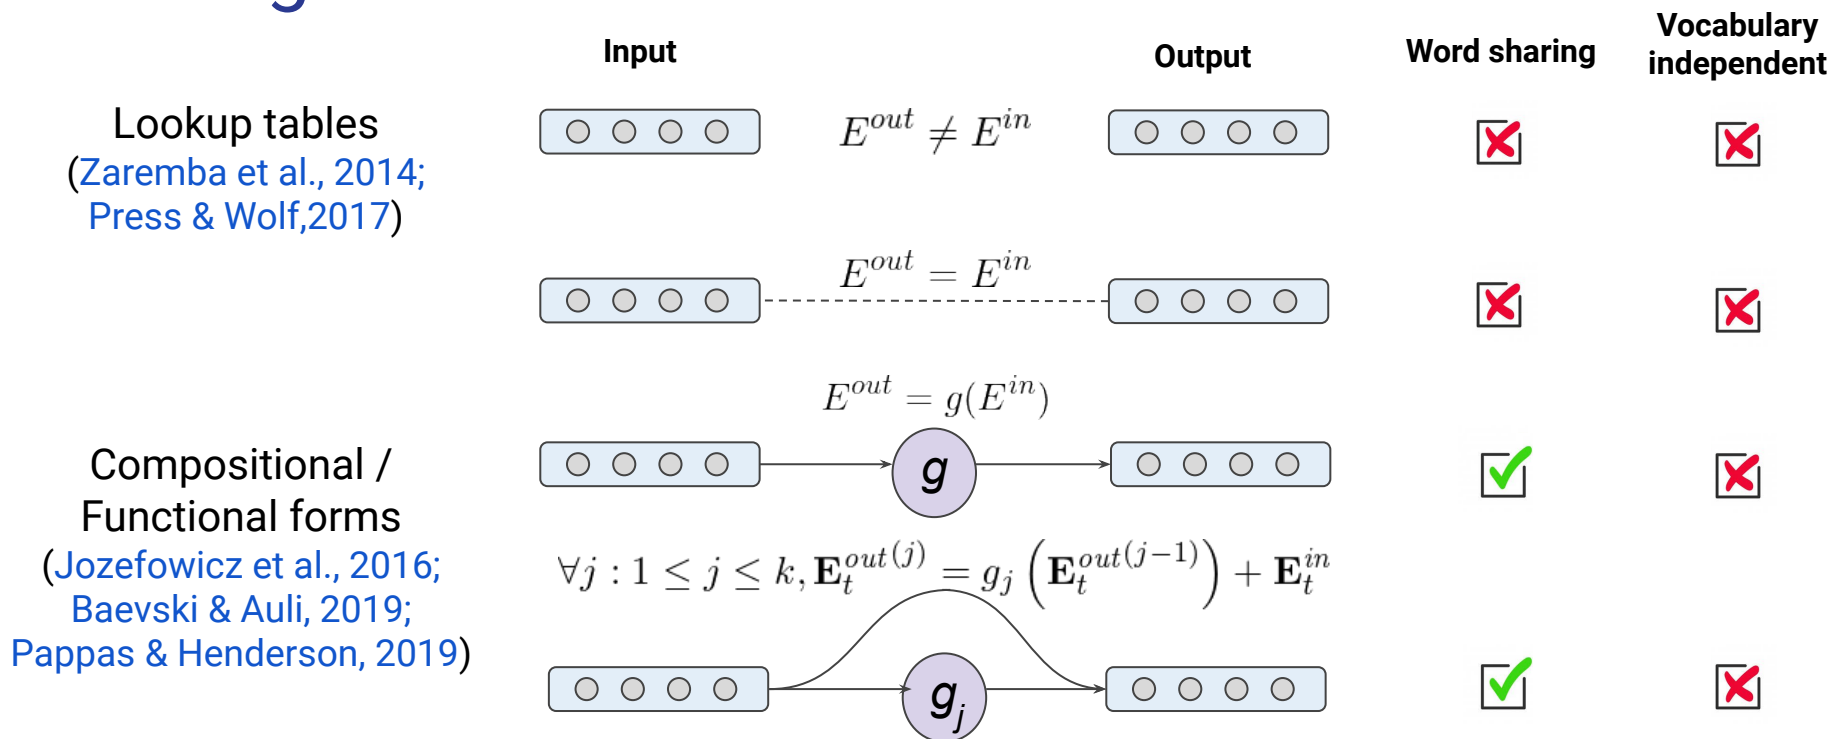 Input
Output
Word sharing
Vocabulary
independent
Lookup tables
(Zaremba et al., 2014;
Press & Wolf,2017)
E^{out} ≠ E^{in}
E^{out} = E^{in}
Compositional /
Functional forms
(Jozefowicz et al., 2016;
Baevski & Auli, 2019;
Pappas & Henderson, 2019)
E^{out} = g(E^{in})
g
∀j : 1 ≤ j ≤ k, E_t^{out(j)} = g_j (E_t^{out(j−1)}) + E_t^{in}
g_j